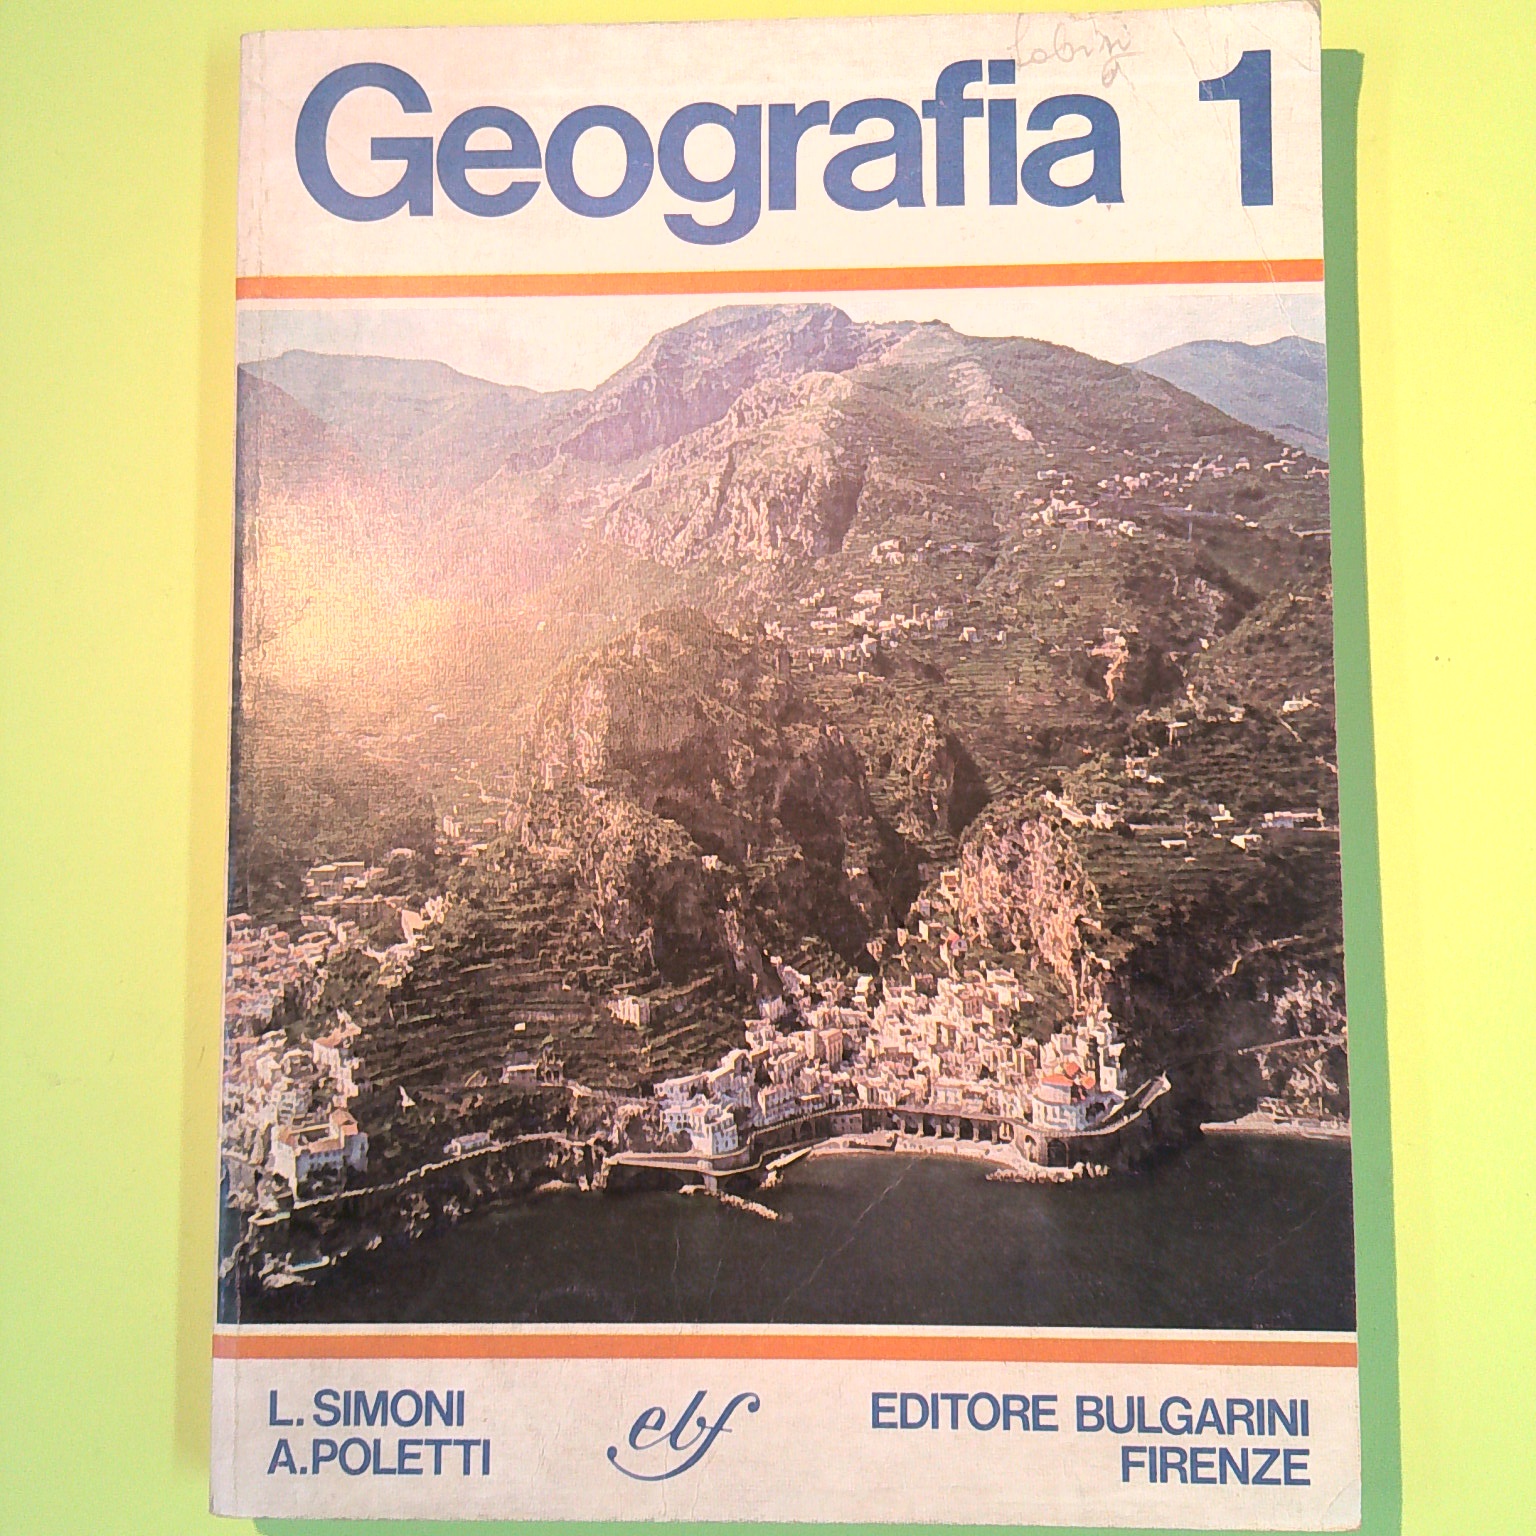 Geografia 1
L. SIMONI
A. POLETTI
ebf
EDITORE BULGARINI
FIRENZE